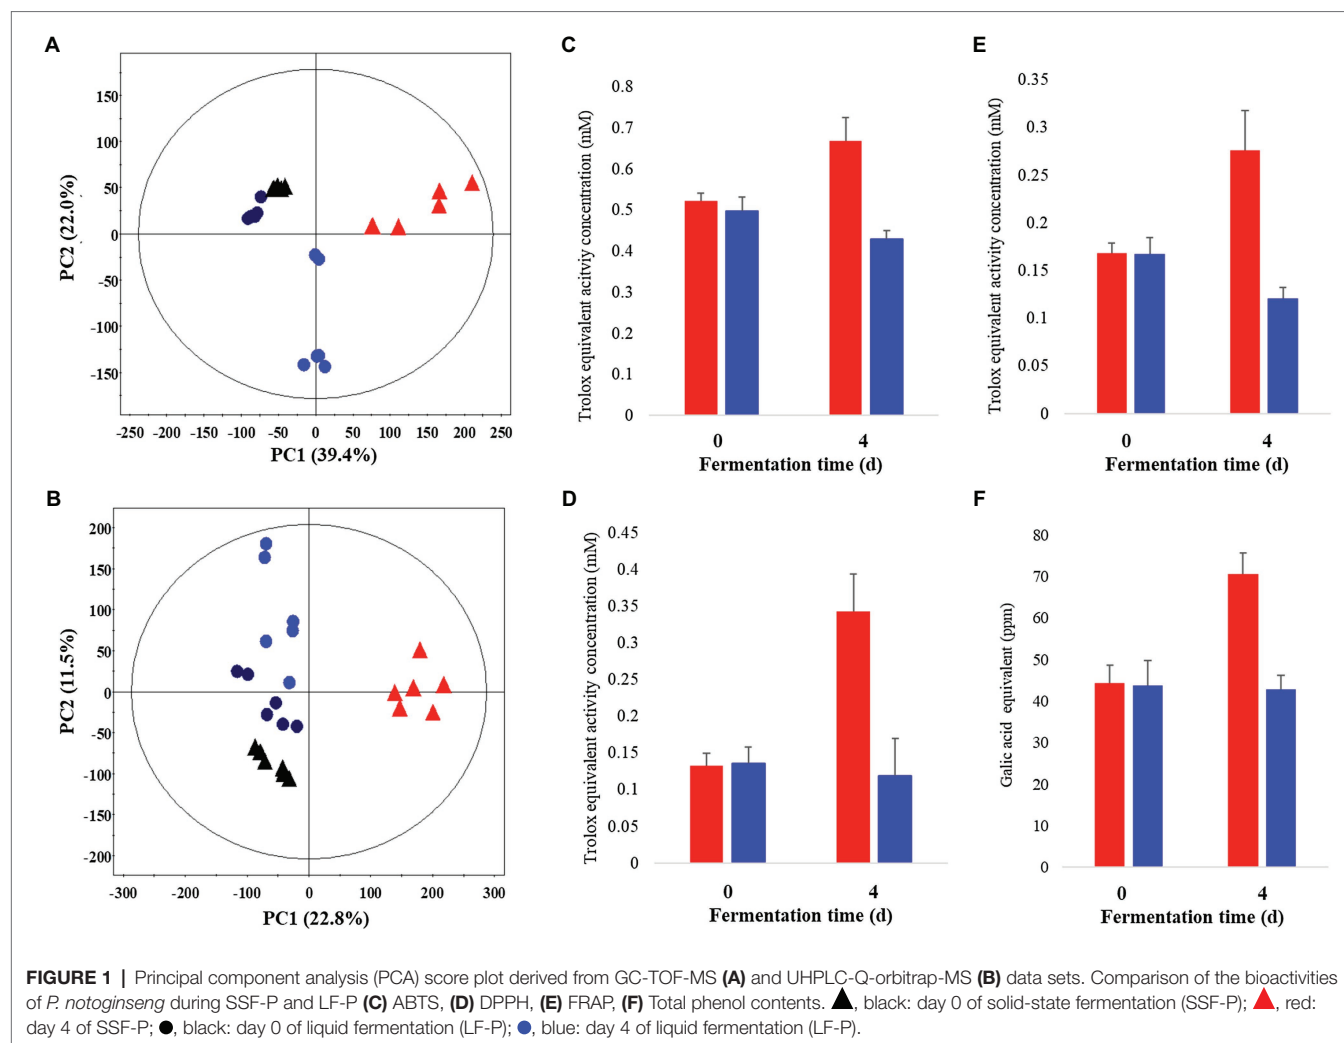 A
PC2 (22.0%)
150
100
50
0
-50
-100
-150
-250 -200 -150 -100 -50 0 50 100 150 200 250
PC1 (39.4%)
B
PC2 (11.5%)
200
150
100
50
0
-50
-100
-150
-200
-300 -200 -100 0 100 200 300
PC1 (22.8%)
C
Trolox equivalent acitvity concentration (mM)
0.8
0.7
0.6
0.5
0.4
0.3
0.2
0.1
0
0 4
Fermentation time (d)
D
Trolox equivalent activity concentration (mM)
0.45
0.4
0.35
0.3
0.25
0.2
0.15
0.1
0.05
0
0 4
Fermentation time (d)
E
Trolox equivalent activity concentration (mM)
0.35
0.3
0.25
0.2
0.15
0.1
0.05
0
0 4
Fermentation time (d)
F
Galic acid equivalent (ppm)
80
70
60
50
40
30
20
10
0
0 4
Fermentation time (d)
FIGURE 1 | Principal component analysis (PCA) score plot derived from GC-TOF-MS (A) and UHPLC-Q-orbitrap-MS (B) data sets. Comparison of the bioactivities
of P. notoginseng during SSF-P and LF-P (C) ABTS, (D) DPPH, (E) FRAP, (F) Total phenol contents. ▲, black: day 0 of solid-state fermentation (SSF-P); ▲, red:
day 4 of SSF-P; ●, black: day 0 of liquid fermentation (LF-P); ●, blue: day 4 of liquid fermentation (LF-P).